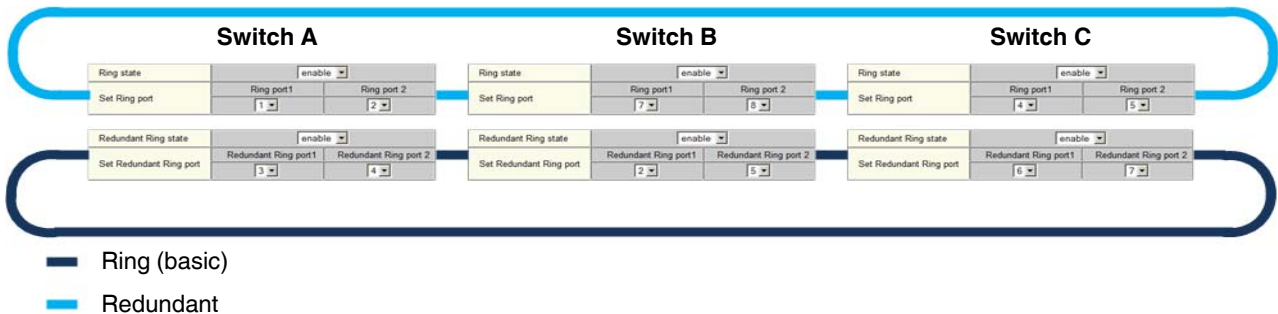 Switch A
Switch B
Switch C
Ring state
enable
Set Ring port
Ring port1
Ring port 2
1
2
Ring state
enable
Set Ring port
Ring port1
Ring port 2
7
8
Ring state
enable
Set Ring port
Ring port1
Ring port 2
4
5
Redundant Ring state
enable
Set Redundant Ring port
Redundant Ring port1
Redundant Ring port 2
3
4
Redundant Ring state
enable
Set Redundant Ring port
Redundant Ring port1
Redundant Ring port 2
2
5
Redundant Ring state
enable
Set Redundant Ring port
Redundant Ring port1
Redundant Ring port 2
6
7
Ring (basic)
Redundant